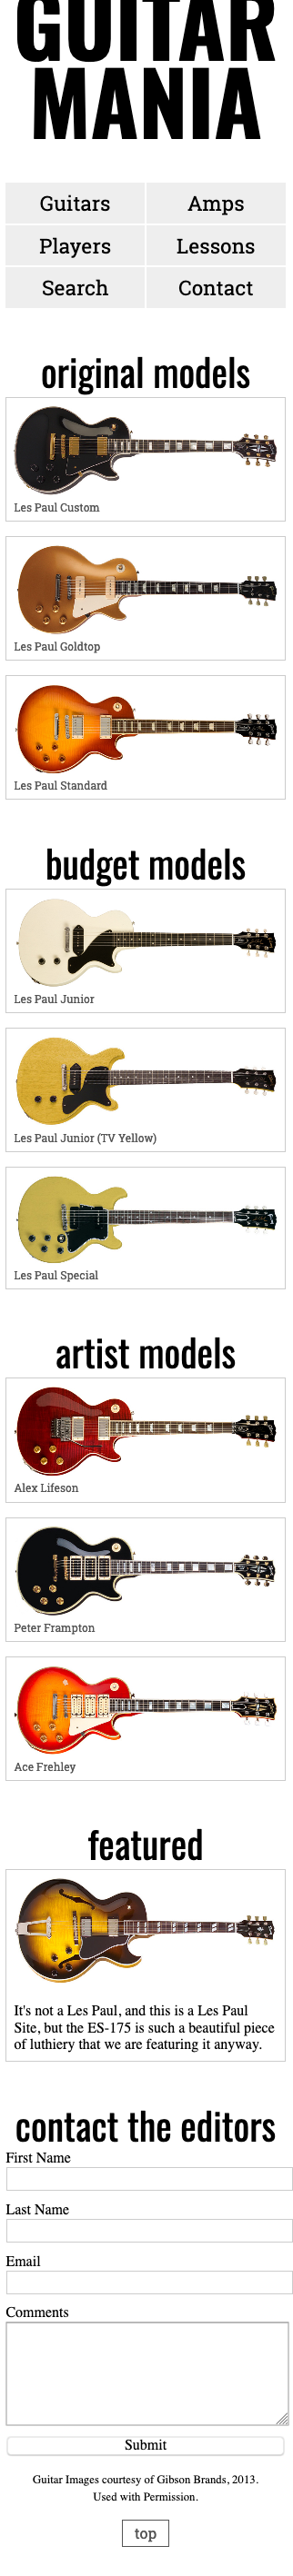 GUITAR
MANIA
Guitars
Amps
Players
Lessons
Search
Contact
original models
Les Paul Custom
Les Paul Goldtop
Les Paul Standard
budget models
Les Paul Junior
Les Paul Junior (TV Yellow)
Les Paul Special
artist models
Alex Lifeson
Peter Frampton
Ace Frehley
featured
It's not a Les Paul, and this is a Les Paul
Site, but the ES-175 is such a beautiful piece
of luthiery that we are featuring it anyway.
contact the editors
First Name
Last Name
Email
Comments
Submit
Guitar Images courtesy of Gibson Brands, 2013.
Used with Permission.
top